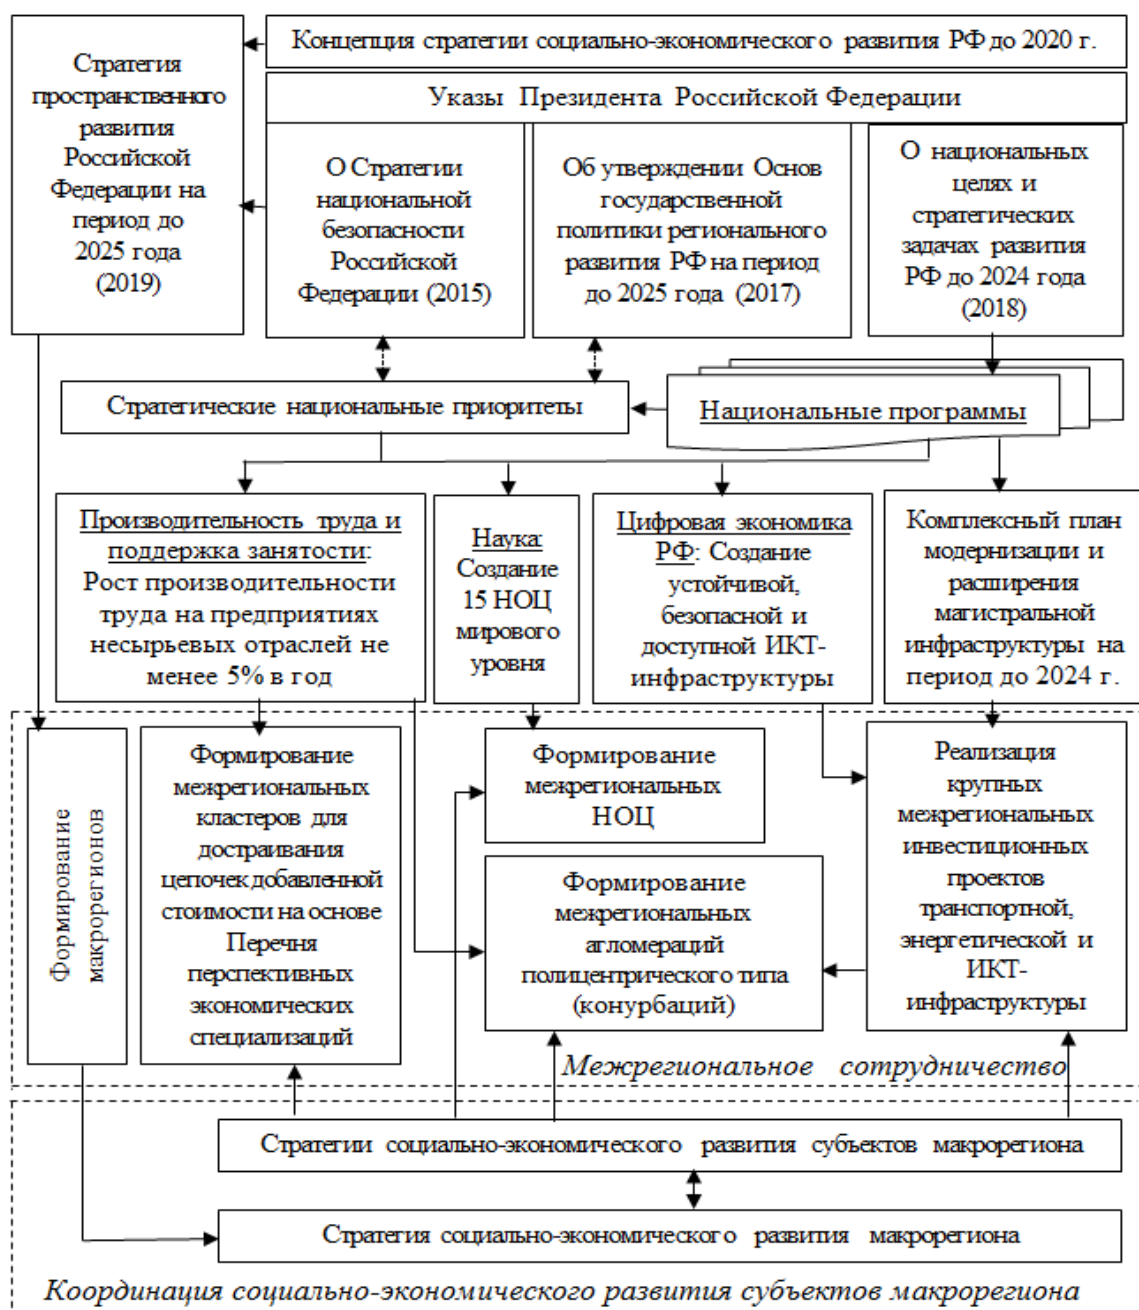 Концепция стратегии социально-экономического развития РФ до 2020 г.
Стратегия
пространственного
развития
Российской
Федерации на
период до
2025 года
(2019)
Указы Президента Российской Федерации
О Стратегии
национальной
безопасности
Российской
Федерации (2015)
Об утверждении Основ
государственной
политики регионального
развития РФ на период
до 2025 года (2017)
О национальных
целях и
стратегических
задачах развития
РФ до 2024 года
(2018)
Стратегические национальные приоритеты
Национальные программы
Производительность труда и
поддержка занятости:
Рост производительности
труда на предприятиях
несырьевых отраслей не
менее 5% в год
Наука:
Создание
15 НОЦ
мирового
уровня
Цифровая экономика
РФ: Создание
устойчивой,
безопасной и
доступной ИКТ-
инфраструктуры
Комплексный план
модернизации и
расширения
магистральной
инфраструктуры на
период до 2024 г.
Формирование
макрорегионов
Формирование
межрегиональных
кластеров для
достраивания
цепочек добавленной
стоимости на основе
Перечня
перспективных
экономических
специализаций
Формирование
межрегиональных
НОЦ
Формирование
межрегиональных
агломераций
полицентрического типа
(конурбаций)
Реализация
крупных
межрегиональных
инвестиционных
проектов
транспортной,
энергетической и
ИКТ-
инфраструктуры
Межрегиональное сотрудничество
Стратегии социально-экономического развития субъектов макрорегиона
Стратегия социально-экономического развития макрорегиона
Координация социально-экономического развития субъектов макрорегиона